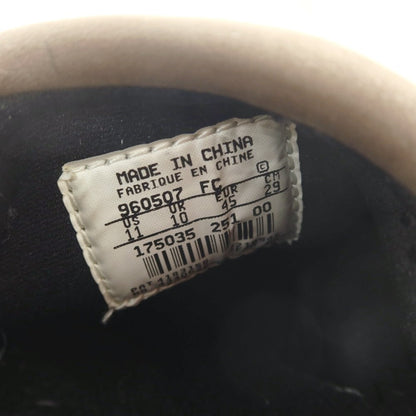 MADE IN CHINA
FABRIQUE EN CHINE
960507 FC ©
US UK EUR CM
11 10 45 29
175035 251 00